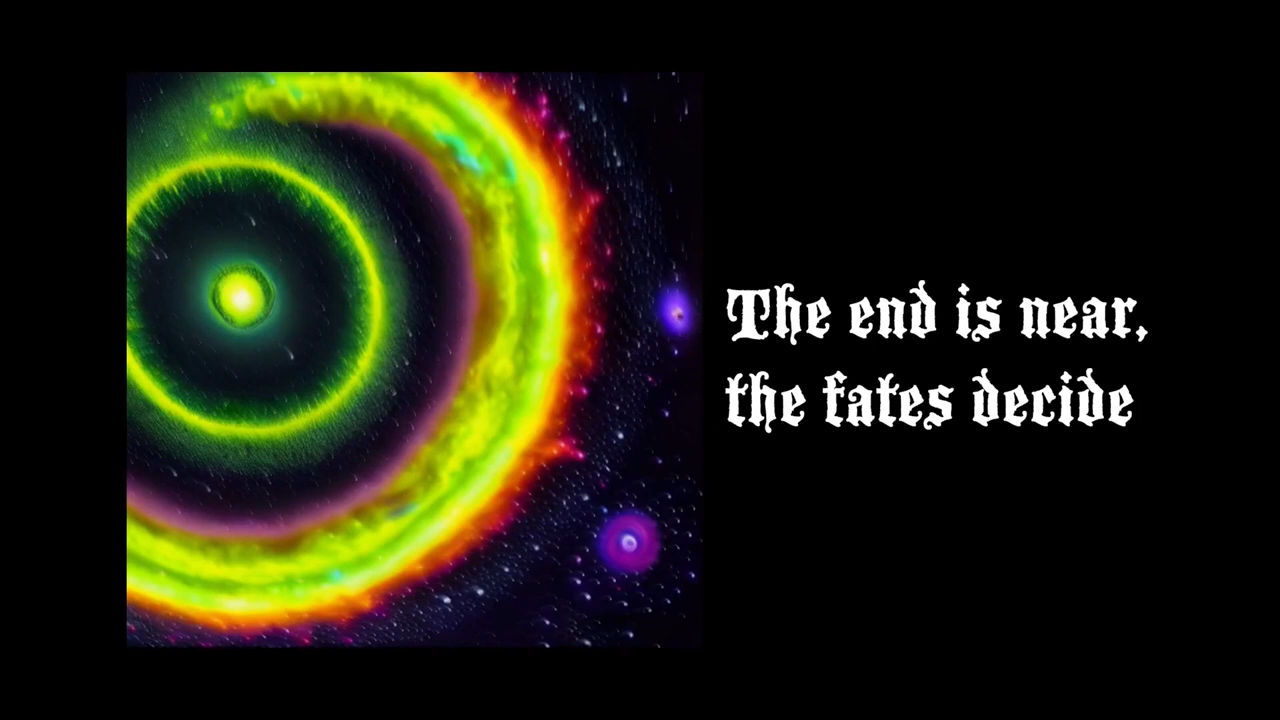 The end is near,
the fates decide